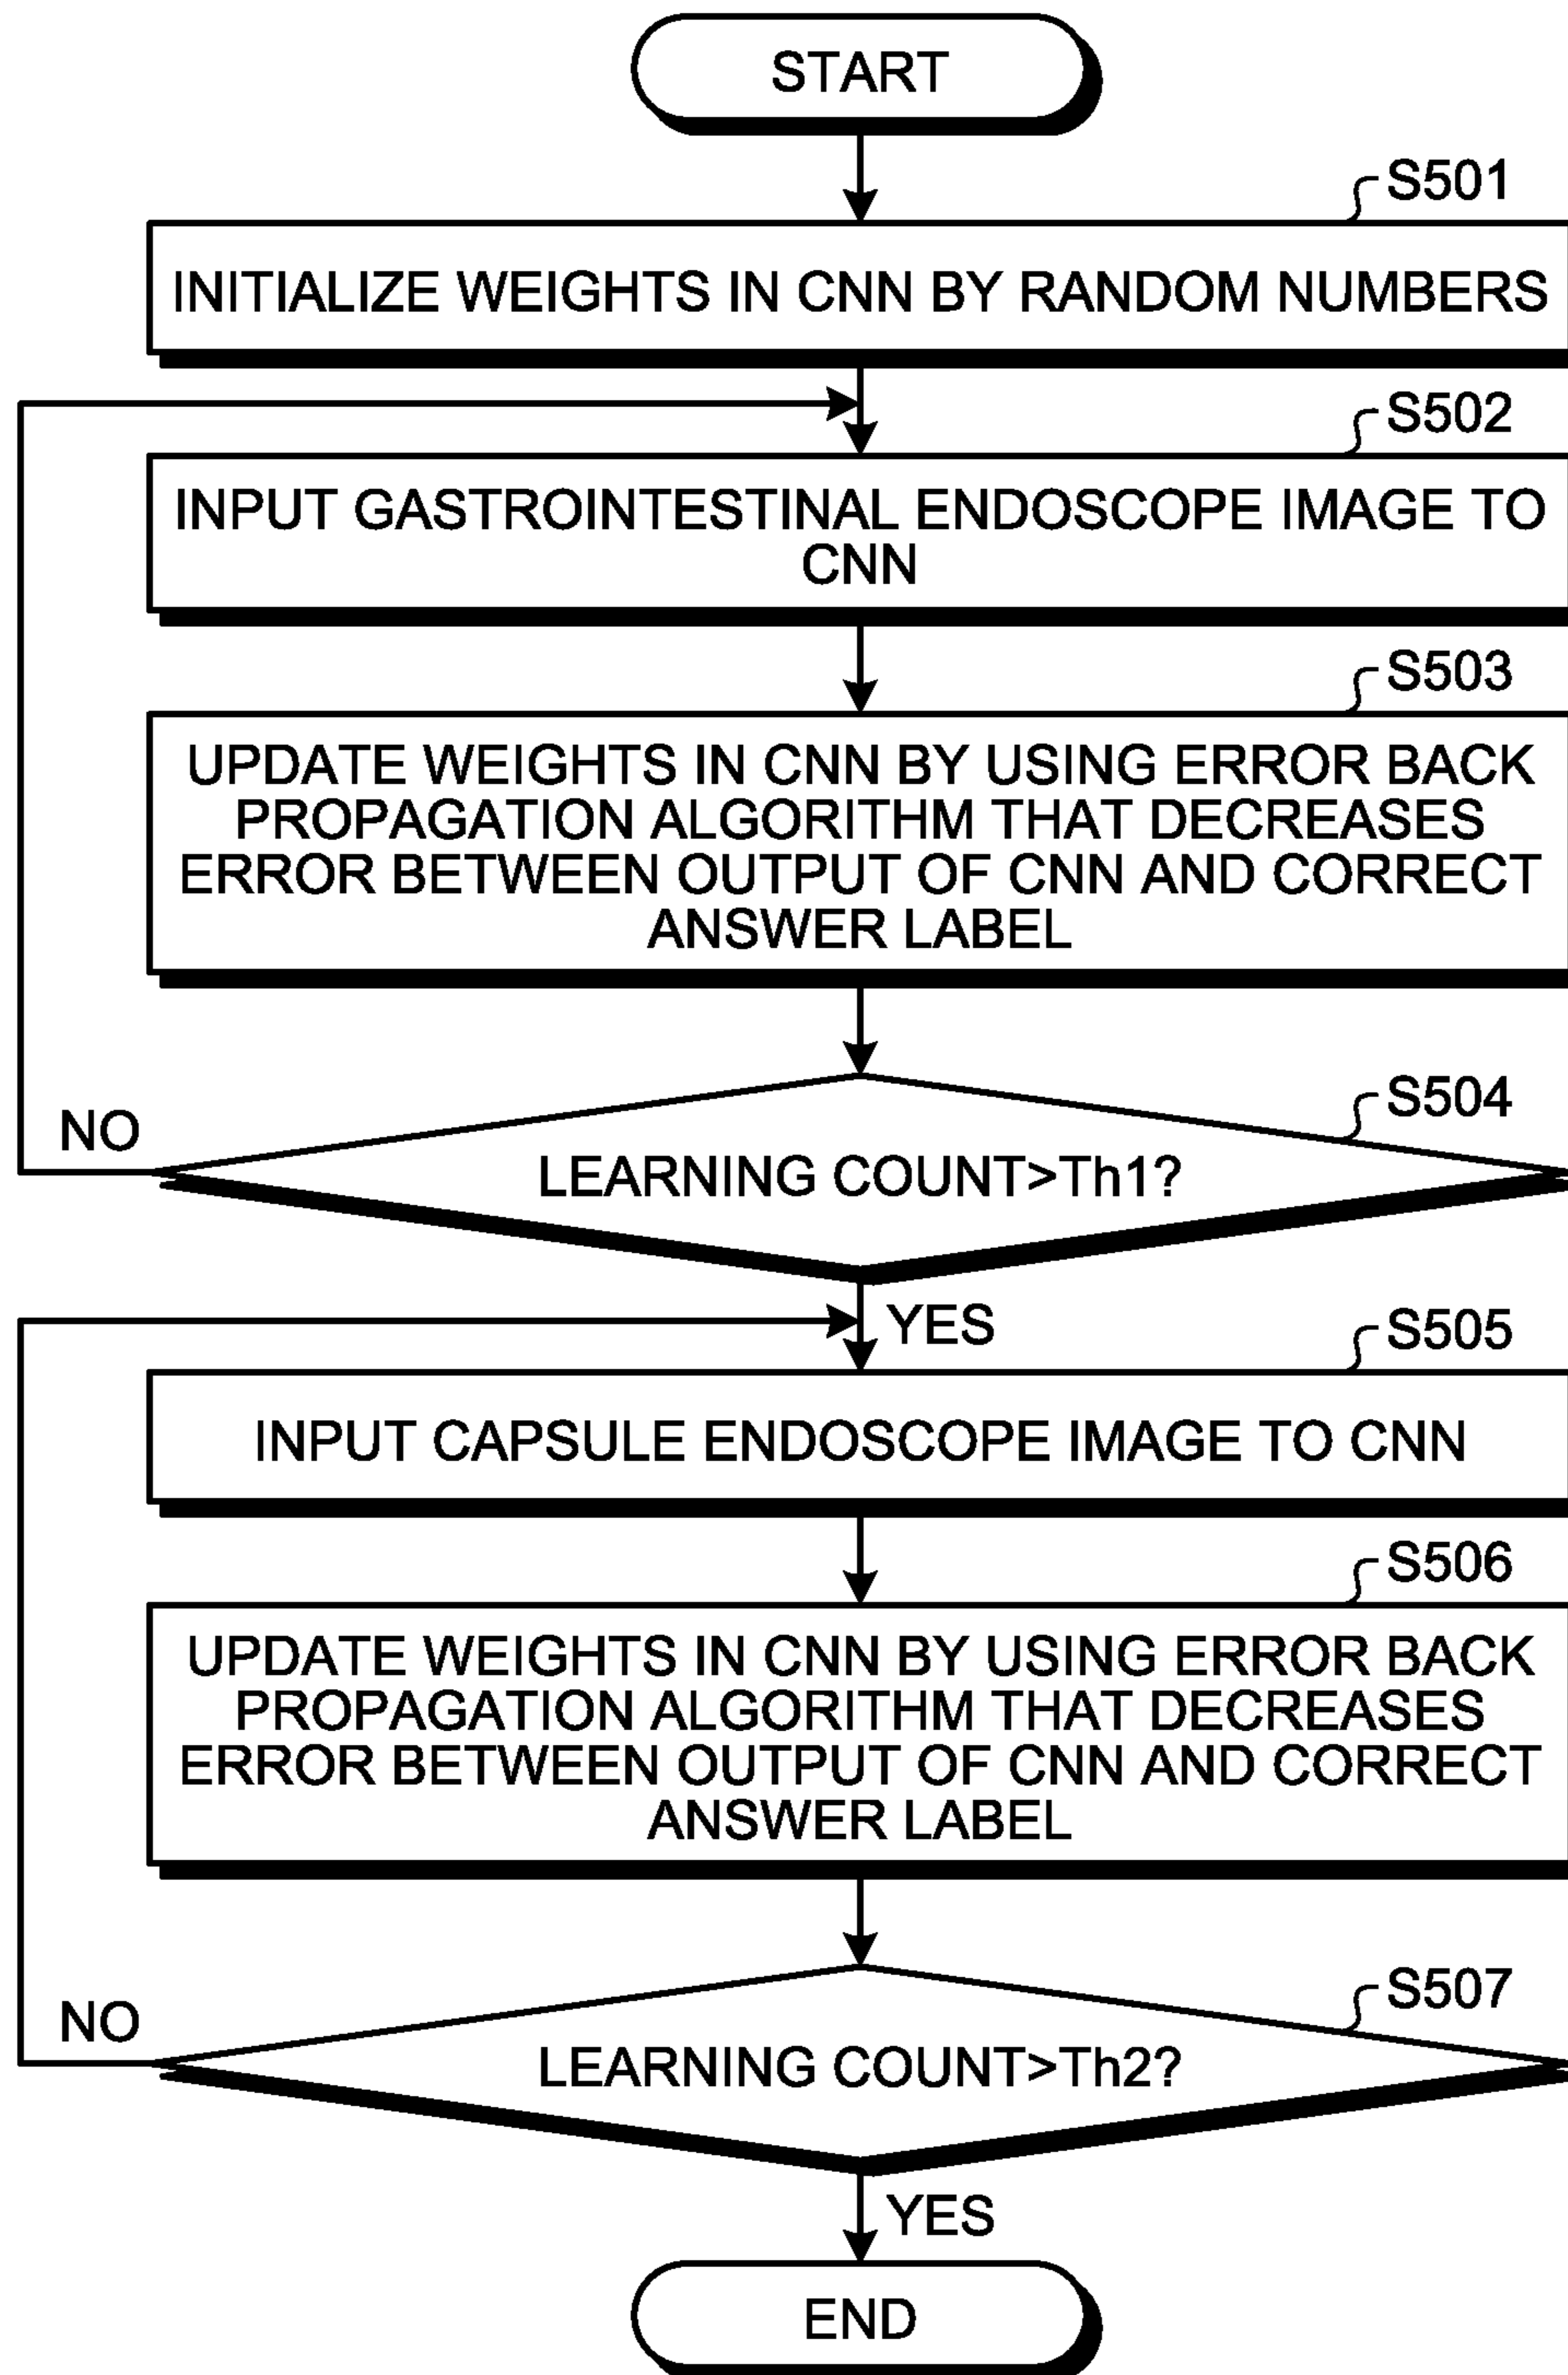 START
S501
INITIALIZE WEIGHTS IN CNN BY RANDOM NUMBERS
S502
INPUT GASTROINTESTINAL ENDOSCOPE IMAGE TO
CNN
S503
UPDATE WEIGHTS IN CNN BY USING ERROR BACK
PROPAGATION ALGORITHM THAT DECREASES
ERROR BETWEEN OUTPUT OF CNN AND CORRECT
ANSWER LABEL
S504
NO
LEARNING COUNT>Th1?
YES
S505
INPUT CAPSULE ENDOSCOPE IMAGE TO CNN
S506
UPDATE WEIGHTS IN CNN BY USING ERROR BACK
PROPAGATION ALGORITHM THAT DECREASES
ERROR BETWEEN OUTPUT OF CNN AND CORRECT
ANSWER LABEL
S507
NO
LEARNING COUNT>Th2?
YES
END